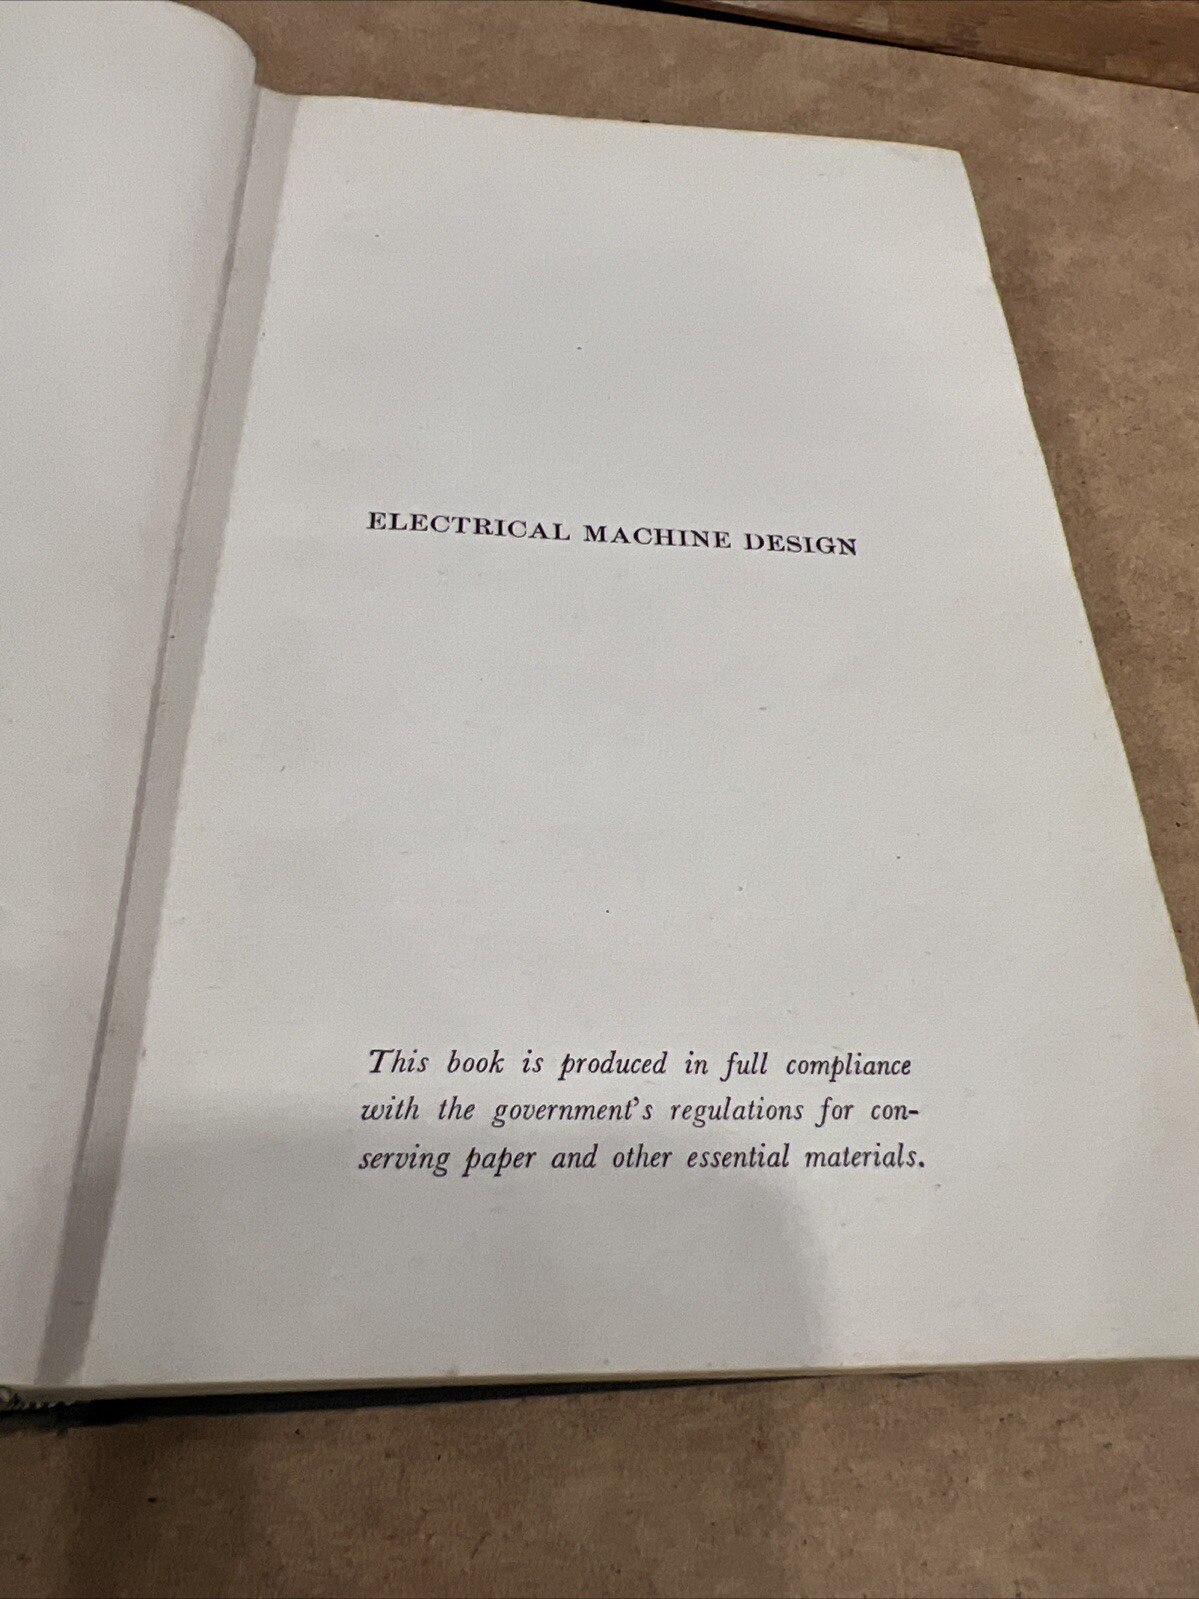 ELECTRICAL MACHINE DESIGN
This book is produced in full compliance
with the government's regulations for con-
serving paper and other essential materials.